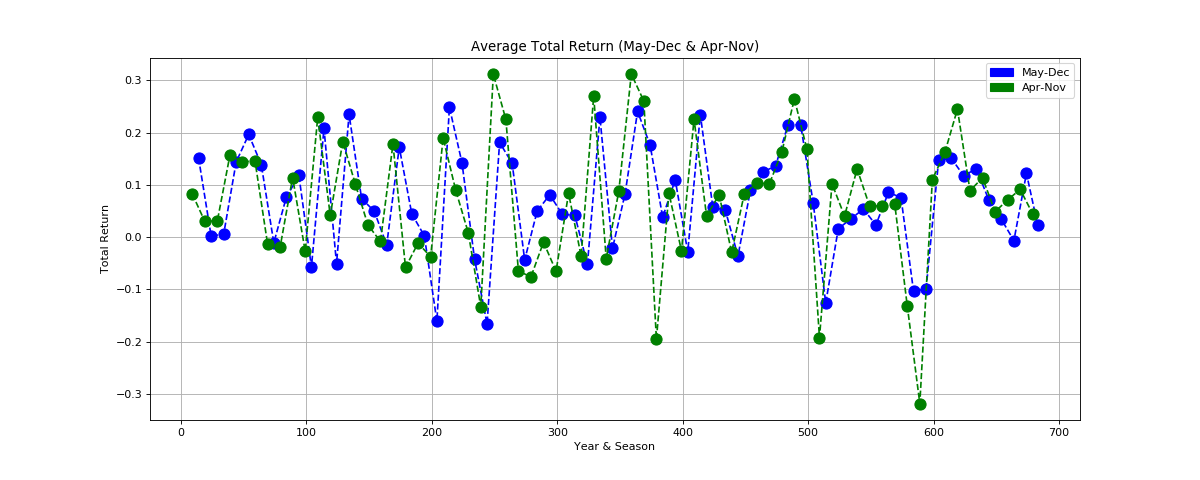 Average Total Return (May-Dec & Apr-Nov)
May-Dec
Apr-Nov
Total Return
0.3
0.2
0.1
0.0
−0.1
−0.2
−0.3
0 100 200 300 400 500 600 700
Year & Season